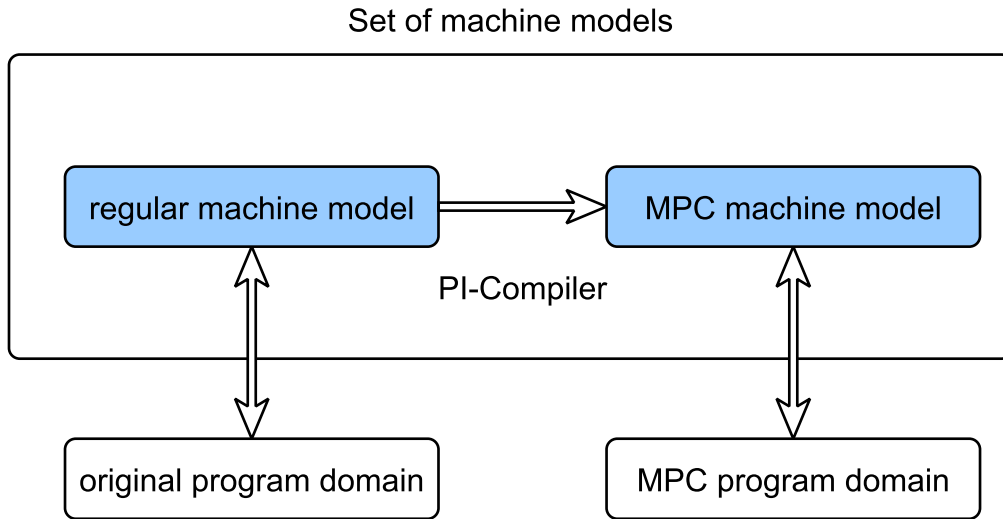 Set of machine models
regular machine model
MPC machine model
PI-Compiler
original program domain
MPC program domain